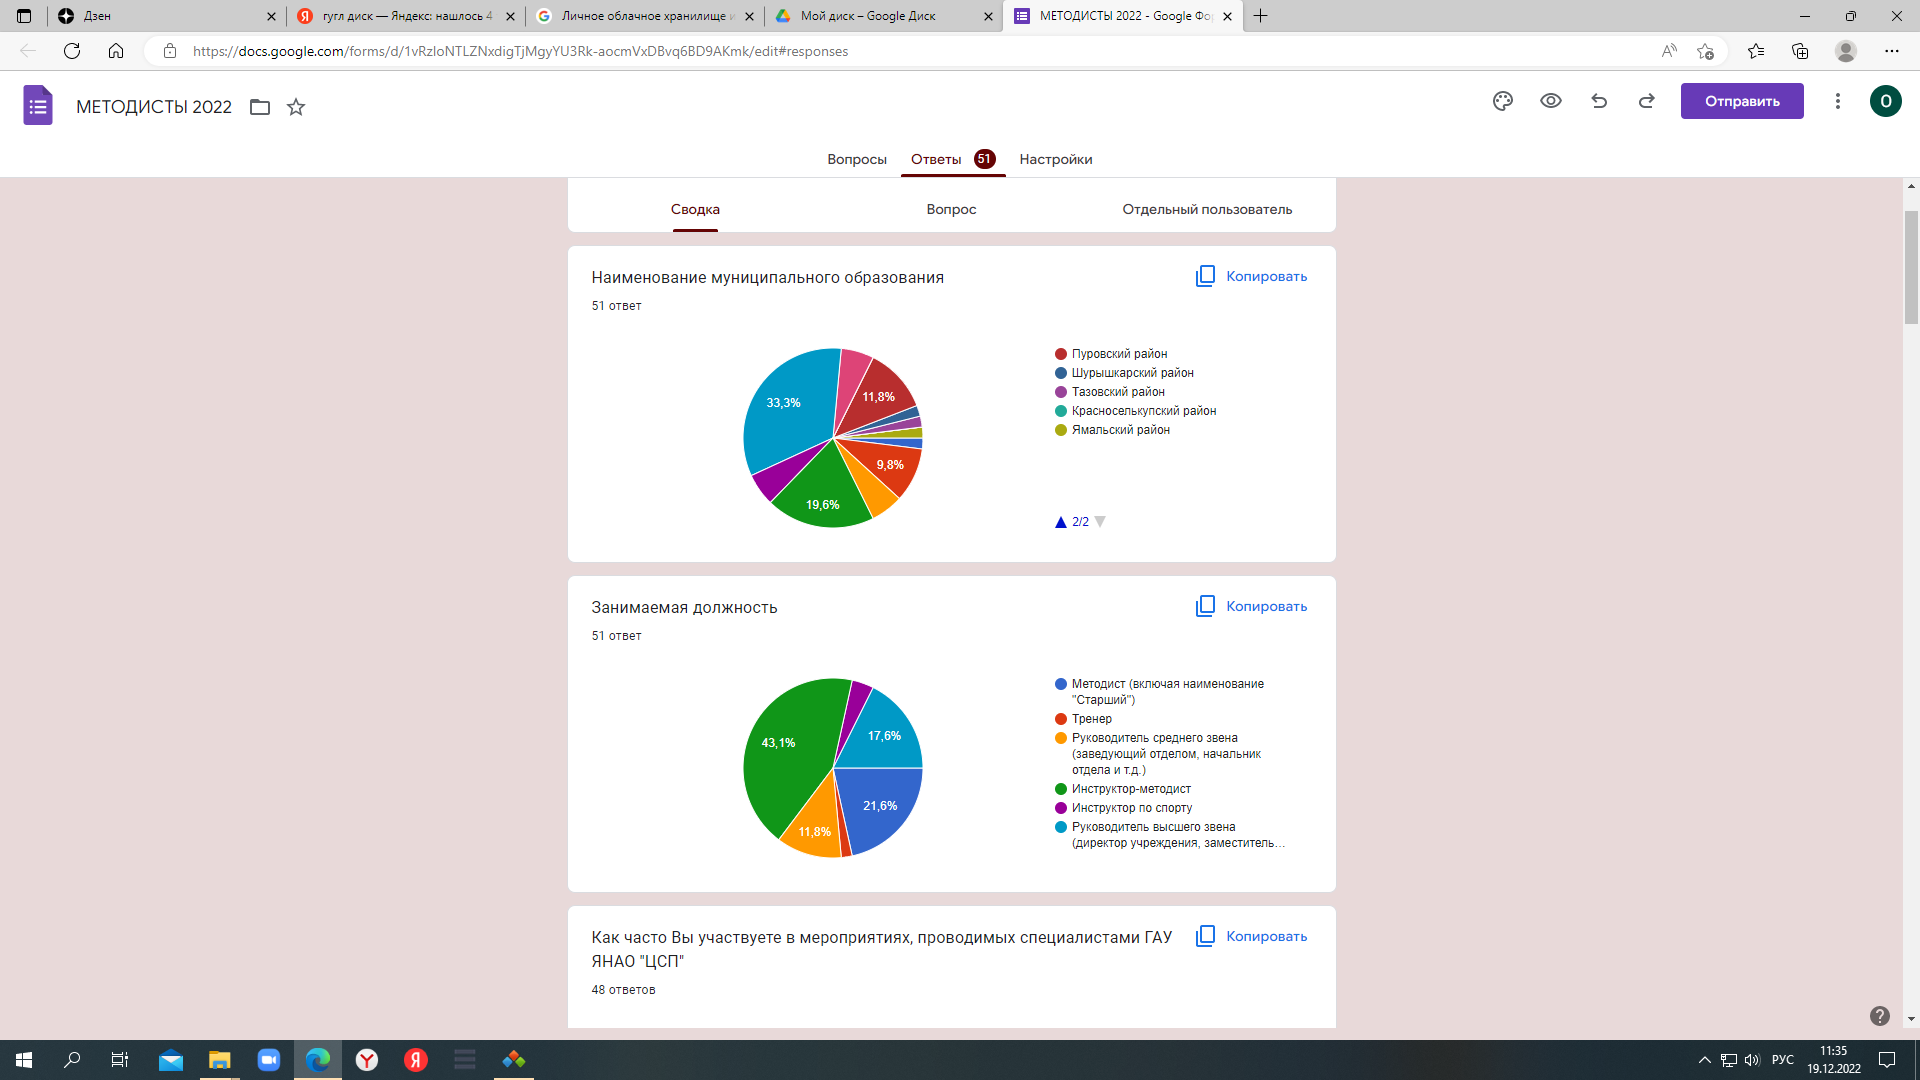 Дзен
гугл диск — Яндекс: нашлось 4
Личное облачное хранилище и
Мой диск – Google Диск
МЕТОДИСТЫ 2022 - Google Фор
https://docs.google.com/forms/d/1vRzloNTLZNxdigTjMgyYU3Rk-aocmVxDBvq6BD9AKmk/edit#responses
МЕТОДИСТЫ 2022
Отправить
O
Вопросы
Ответы 51
Настройки
Сводка
Вопрос
Отдельный пользователь
Наименование муниципального образования
Копировать
51 ответ
33,3%
11,8%
9,8%
19,6%
Пуровский район
Шурышкарский район
Тазовский район
Красноселькупский район
Ямальский район
2/2
Занимаемая должность
Копировать
51 ответ
43,1%
17,6%
21,6%
11,8%
Методист (включая наименование
"Старший")
Тренер
Руководитель среднего звена
(заведующий отделом, начальник
отдела и т.д.)
Инструктор-методист
Инструктор по спорту
Руководитель высшего звена
(директор учреждения, заместитель…
Как часто Вы участвуете в мероприятиях, проводимых специалистами ГАУ
ЯНАО "ЦСП"
Копировать
48 ответов
РУС
11:35
19.12.2022